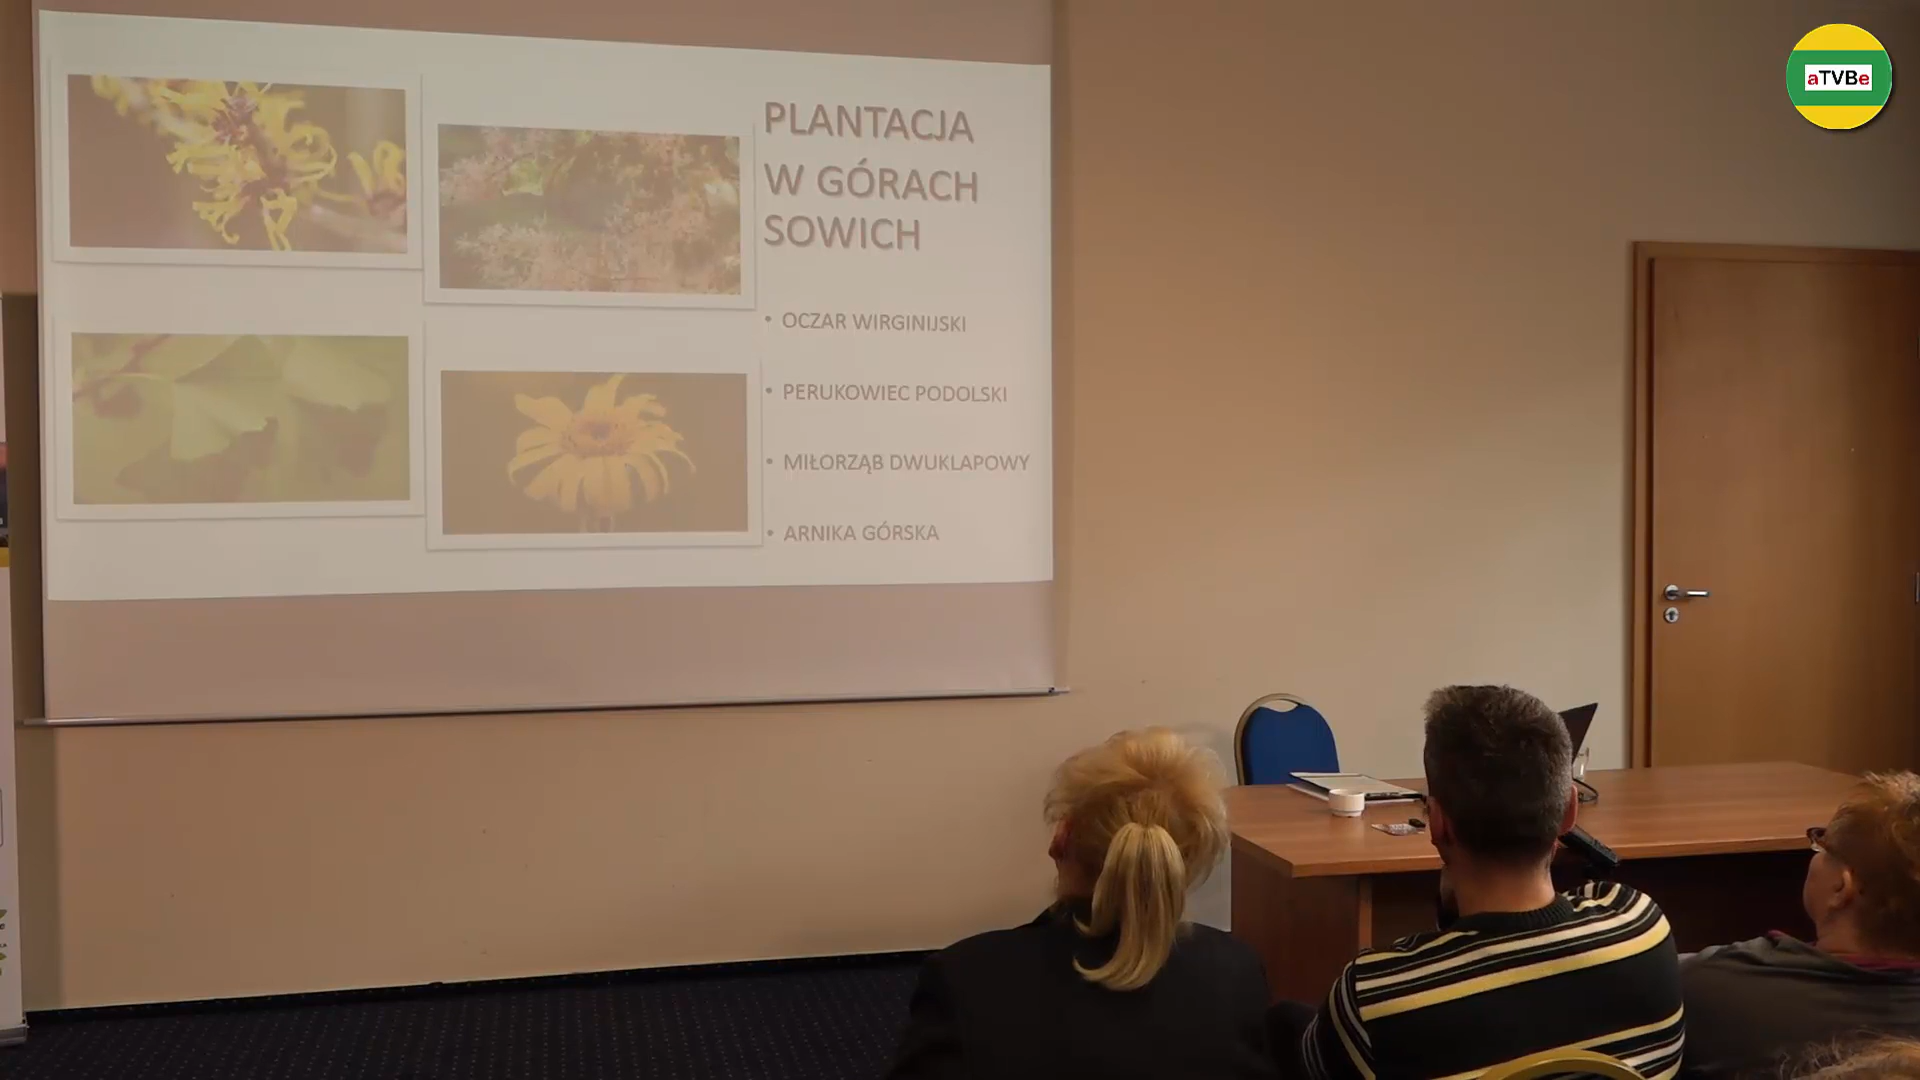 aTVBe
PLANTACJA
W GÓRACH
SOWICH
• OCZAR WIRGINIJSKI
• PERUKOWIEC PODOLSKI
• MIŁORZĄB DWUKLAPOWY
• ARNIKA GÓRSKA